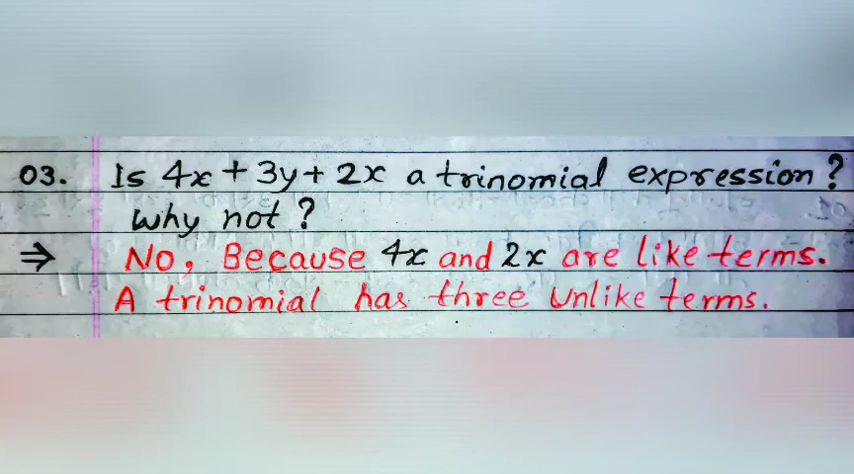 03. Is 4x + 3y + 2x a trinomial expression?
why not?
⇒ No, Because 4x and 2x are like terms.
A trinomial has three unlike terms.